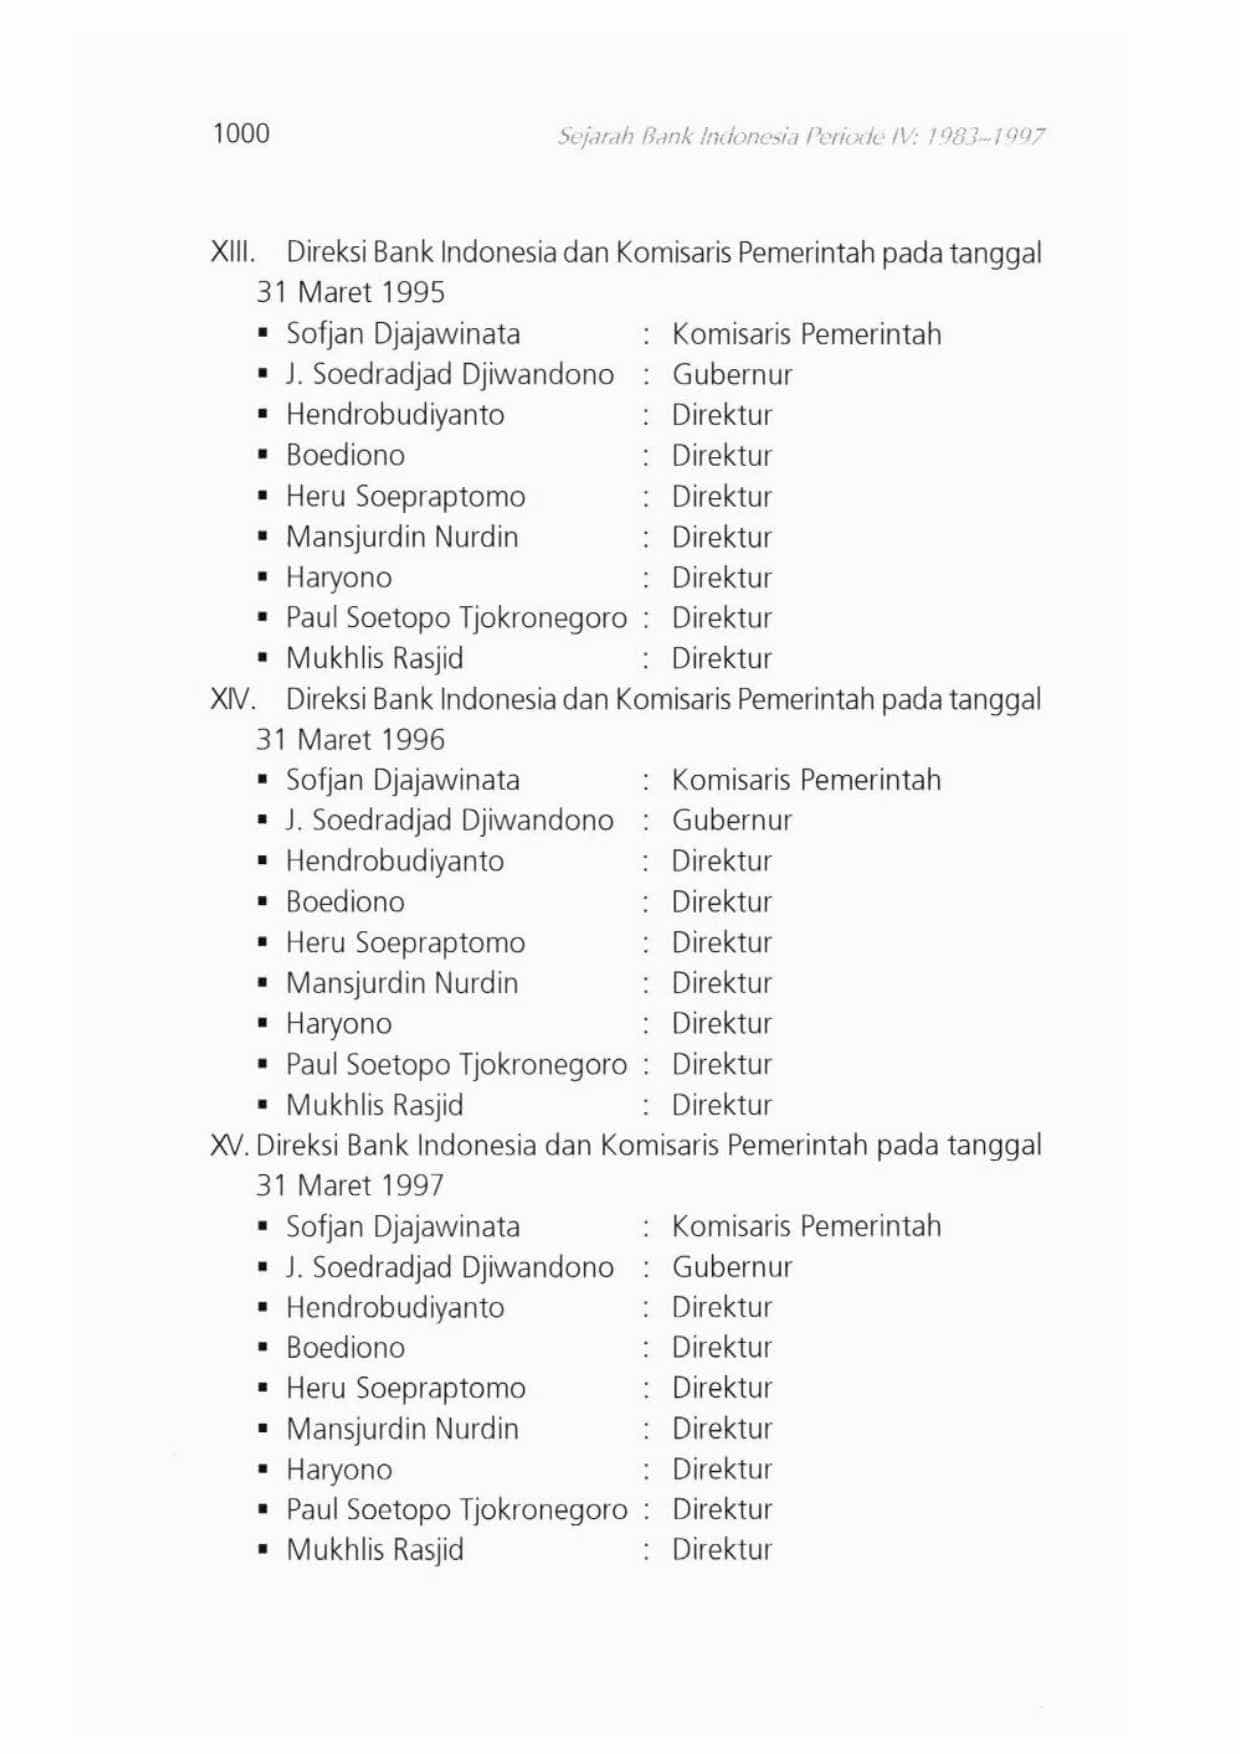 1000
Sejarah Bank Indonesia Periode IV: 1983–1997
XIII. Direksi Bank Indonesia dan Komisaris Pemerintah pada tanggal
31 Maret 1995
▪ Sofjan Djajawinata : Komisaris Pemerintah
▪ J. Soedradjad Djiwandono : Gubernur
▪ Hendrobudiyanto : Direktur
▪ Boediono : Direktur
▪ Heru Soepraptomo : Direktur
▪ Mansjurdin Nurdin : Direktur
▪ Haryono : Direktur
▪ Paul Soetopo Tjokronegoro : Direktur
▪ Mukhlis Rasjid : Direktur
XIV. Direksi Bank Indonesia dan Komisaris Pemerintah pada tanggal
31 Maret 1996
▪ Sofjan Djajawinata : Komisaris Pemerintah
▪ J. Soedradjad Djiwandono : Gubernur
▪ Hendrobudiyanto : Direktur
▪ Boediono : Direktur
▪ Heru Soepraptomo : Direktur
▪ Mansjurdin Nurdin : Direktur
▪ Haryono : Direktur
▪ Paul Soetopo Tjokronegoro : Direktur
▪ Mukhlis Rasjid : Direktur
XV. Direksi Bank Indonesia dan Komisaris Pemerintah pada tanggal
31 Maret 1997
▪ Sofjan Djajawinata : Komisaris Pemerintah
▪ J. Soedradjad Djiwandono : Gubernur
▪ Hendrobudiyanto : Direktur
▪ Boediono : Direktur
▪ Heru Soepraptomo : Direktur
▪ Mansjurdin Nurdin : Direktur
▪ Haryono : Direktur
▪ Paul Soetopo Tjokronegoro : Direktur
▪ Mukhlis Rasjid : Direktur